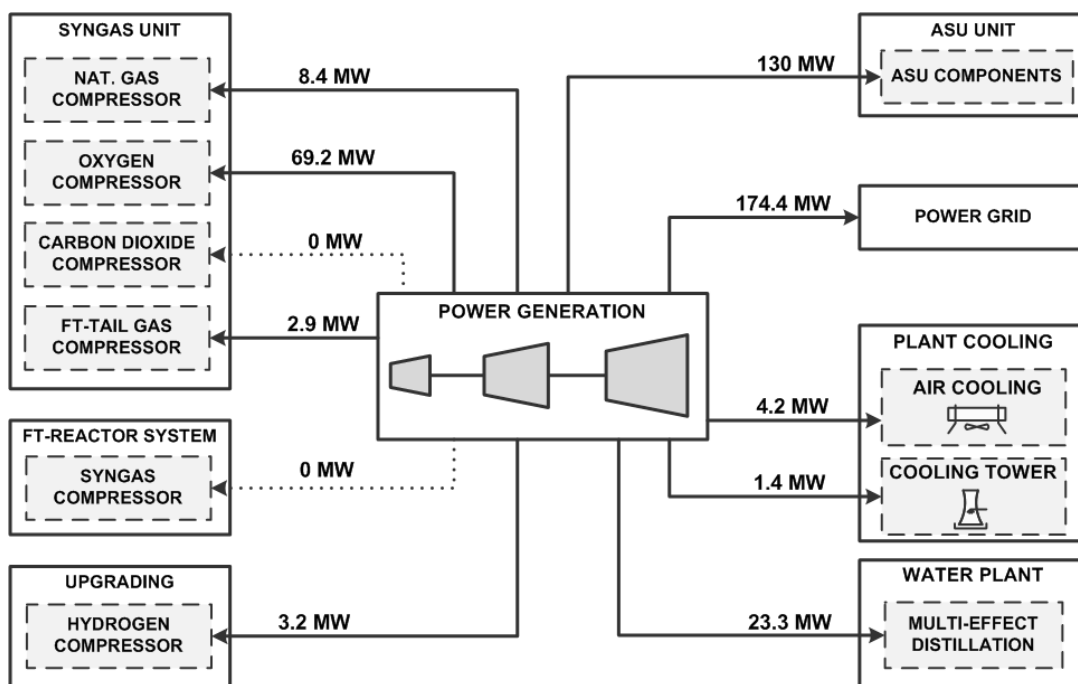 SYNGAS UNIT
NAT. GAS
COMPRESSOR
8.4 MW
OXYGEN
COMPRESSOR
69.2 MW
CARBON DIOXIDE
COMPRESSOR
0 MW
FT-TAIL GAS
COMPRESSOR
2.9 MW
FT-REACTOR SYSTEM
SYNGAS
COMPRESSOR
0 MW
UPGRADING
HYDROGEN
COMPRESSOR
3.2 MW
POWER GENERATION
ASU UNIT
130 MW
ASU COMPONENTS
174.4 MW
POWER GRID
PLANT COOLING
AIR COOLING
4.2 MW
COOLING TOWER
1.4 MW
WATER PLANT
23.3 MW
MULTI-EFFECT
DISTILLATION